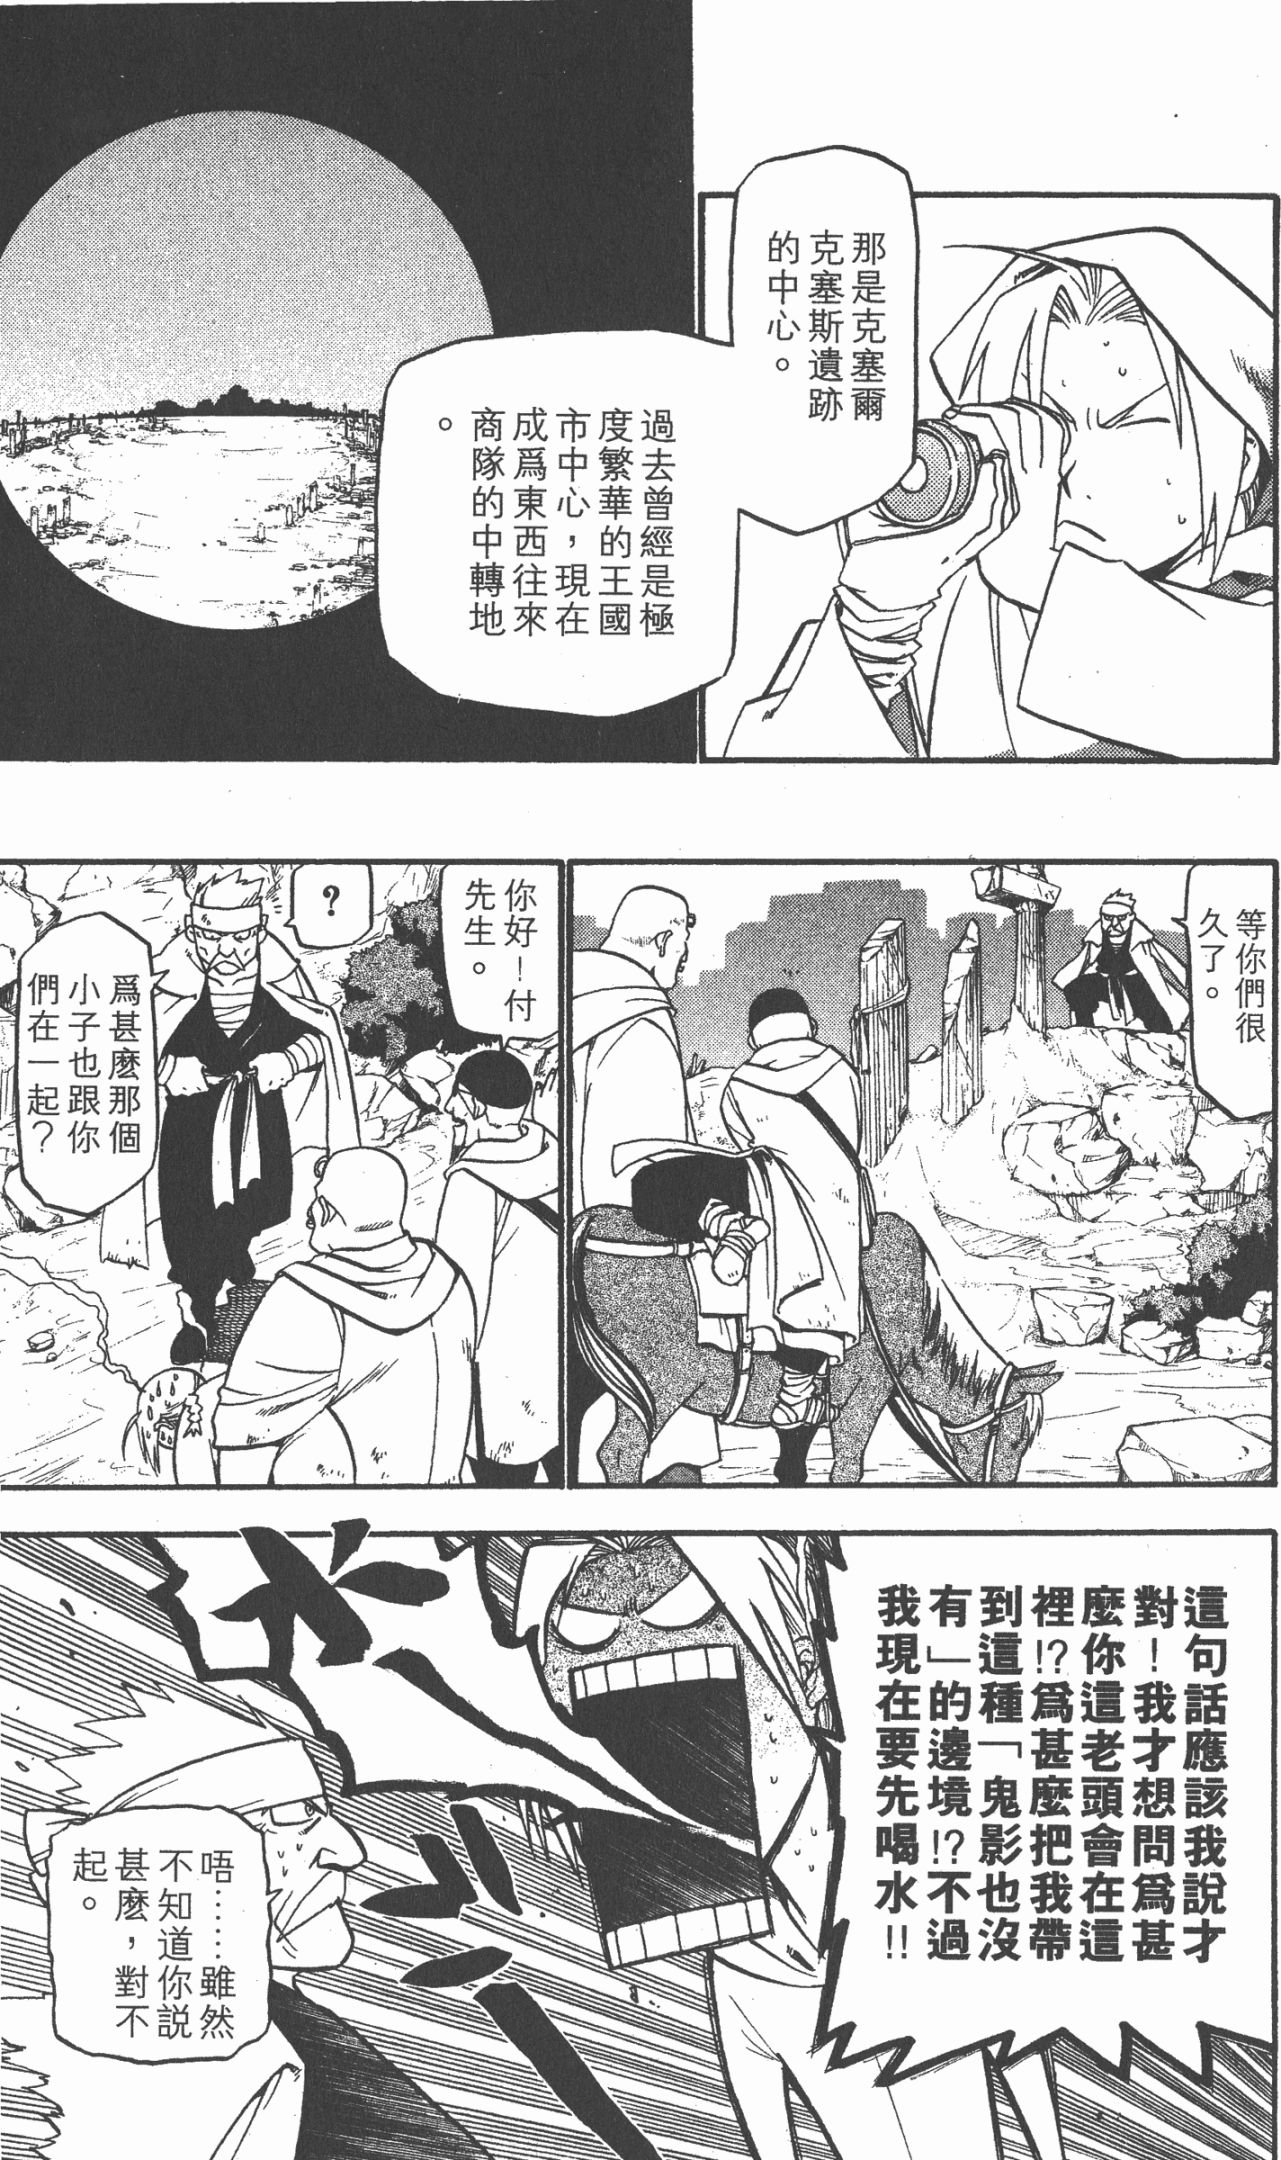 那是克塞爾
克塞斯遺跡
的中心。
過去曾經是極
度繁華的王國
市中心，現在
成爲東西往來
商隊的中轉地
。
等你們很
久了。
你好！付
先生。
？
爲甚麼那個
小子也跟你
們在一起？
這句話應該我說才
對！我才想問爲甚
麼你這老頭會在這
裡!?爲甚麼把我帶
到這種「鬼影也沒
有」的邊境!?不過
我現在要先喝水!!
唔……雖然
不知道你説
甚麼，對不
起。